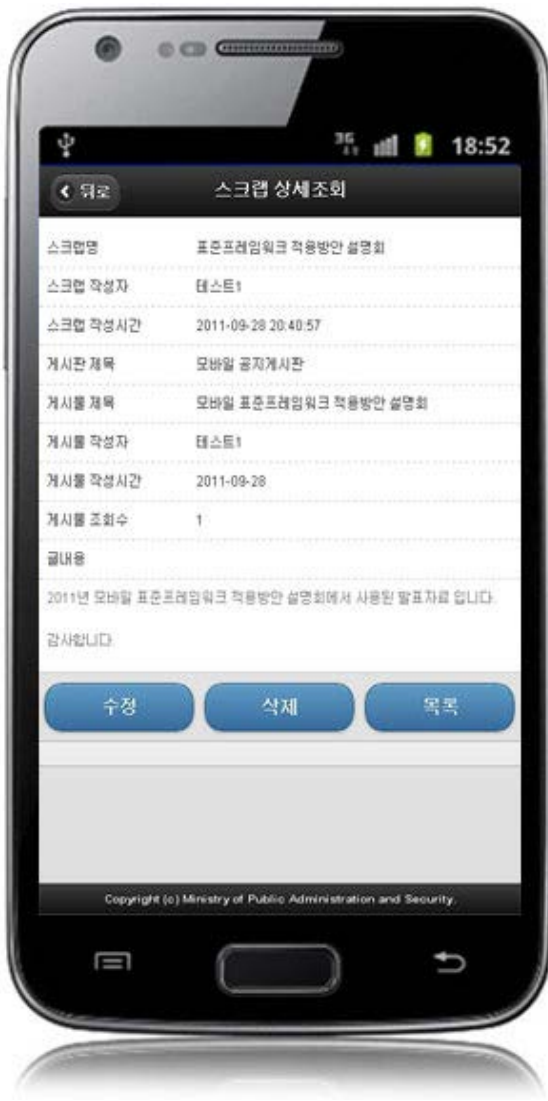 3G 18:52
뒤로 스크랩 상세조회
스크랩명 표준프레임워크 적용방안 설명회
스크랩 작성자 테스트1
스크랩 작성시간 2011-09-28 20:40:57
게시판 제목 모바일 공지게시판
게시물 제목 모바일 표준프레임워크 적용방안 설명회
게시물 작성자 테스트1
게시물 작성시간 2011-09-28
게시물 조회수 1
글내용
2011년 모바일 표준프레임워크 적용방안 설명회에서 사용된 발표자료 입니다.
감사합니다.
수정 삭제 목록
Copyright (c) Ministry of Public Administration and Security.